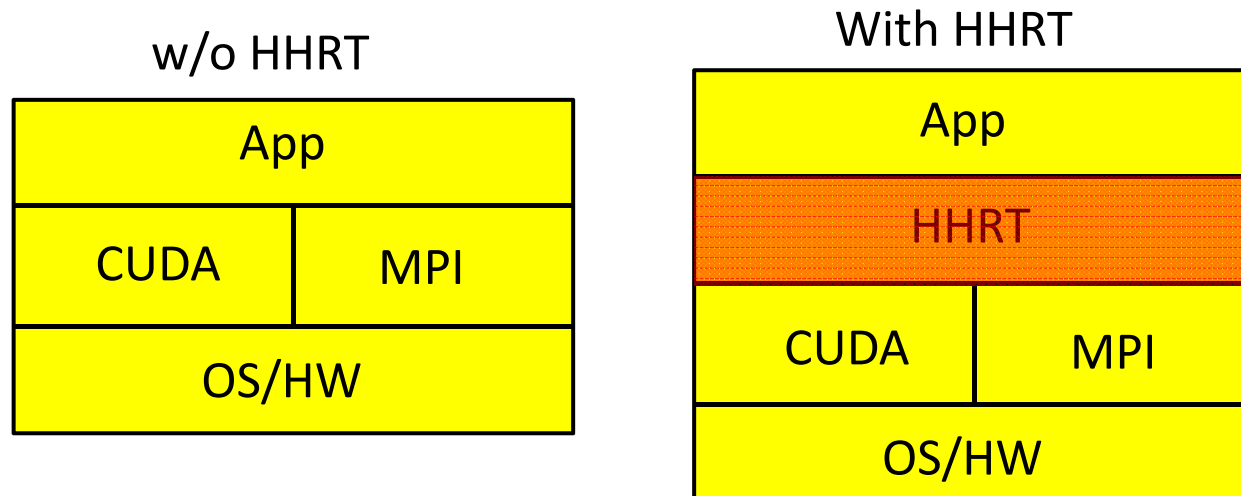 w/o HHRT
App
CUDA MPI
OS/HW
With HHRT
App
HHRT
CUDA MPI
OS/HW